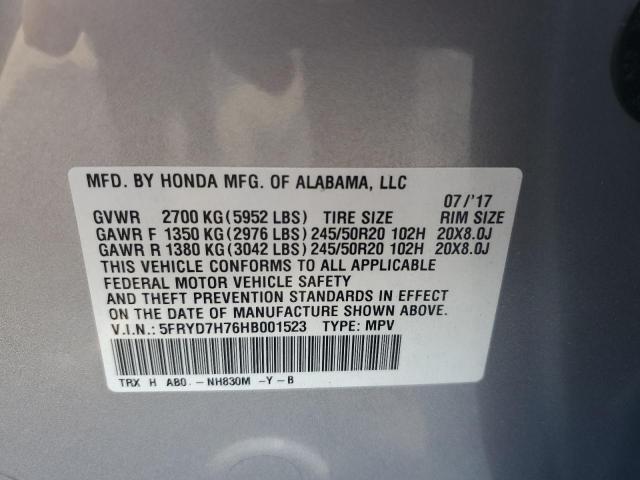 MFD. BY HONDA MFG. OF ALABAMA, LLC
07/'17
GVWR 2700 KG(5952 LBS) TIRE SIZE RIM SIZE
GAWR F 1350 KG(2976 LBS)245/50R20 102H 20X8.0J
GAWR R 1380 KG(3042 LBS)245/50R20 102H 20X8.0J
THIS VEHICLE CONFORMS TO ALL APPLICABLE
FEDERAL MOTOR VEHICLE SAFETY
AND THEFT PREVENTION STANDARDS IN EFFECT
ON THE DATE OF MANUFACTURE SHOWN ABOVE.
V.I.N.: 5FRYD7H76HB001523 TYPE: MPV
TRX H AB0 - NH830M -Y-B